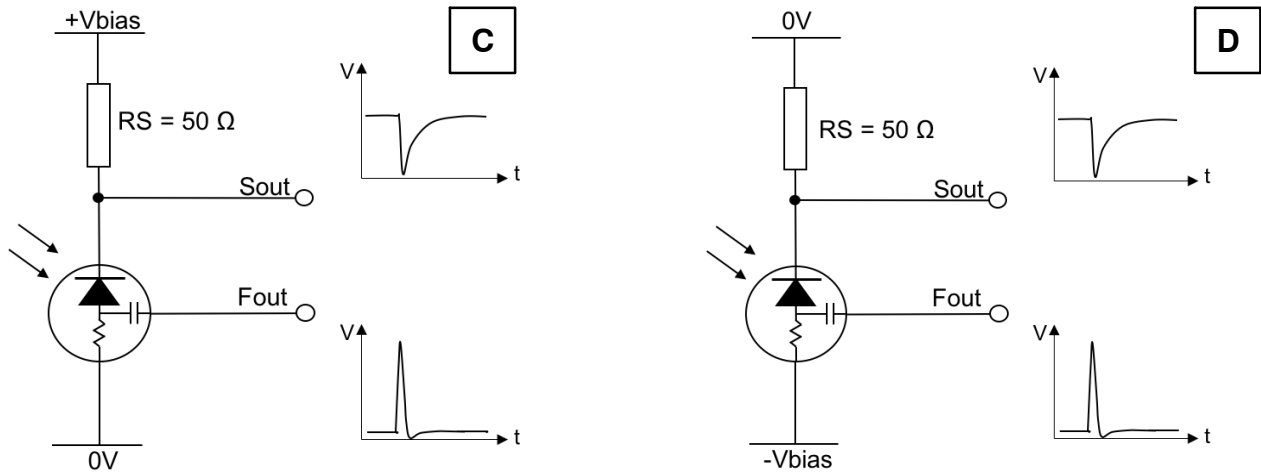 +Vbias
C
V
RS = 50 Ω
t
Sout
Fout
V
t
0V
0V
D
V
RS = 50 Ω
t
Sout
Fout
V
t
-Vbias